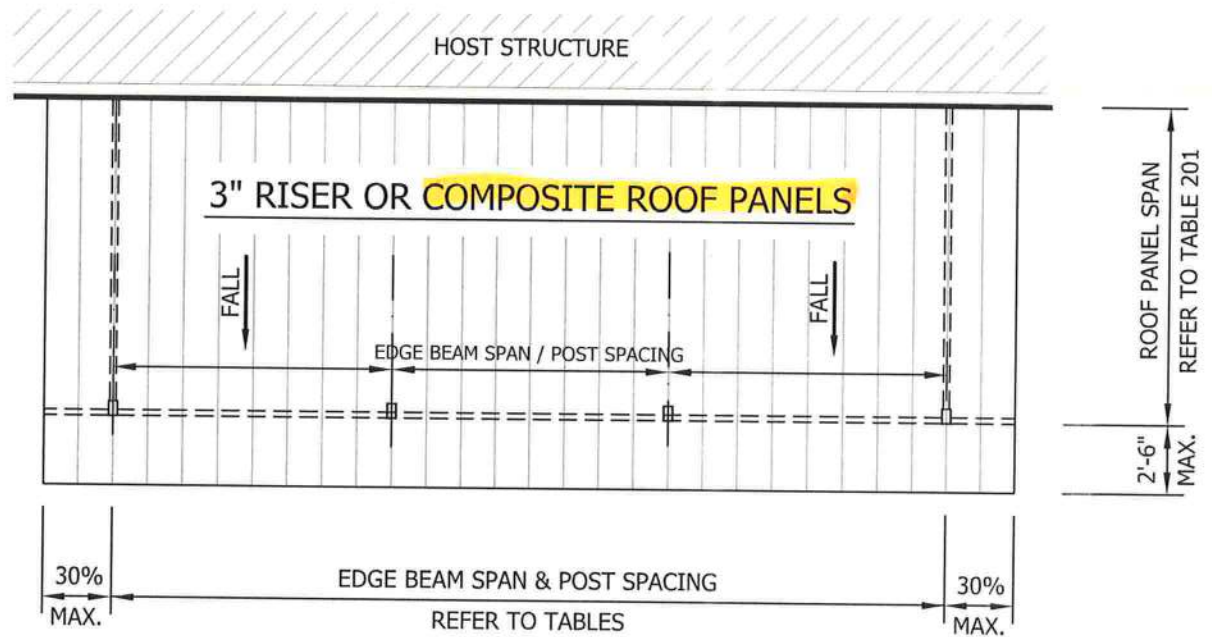 HOST STRUCTURE
3" RISER OR COMPOSITE ROOF PANELS
FALL
FALL
EDGE BEAM SPAN / POST SPACING
ROOF PANEL SPAN
REFER TO TABLE 201
2'-6"
MAX.
30%
MAX.
EDGE BEAM SPAN & POST SPACING
REFER TO TABLES
30%
MAX.